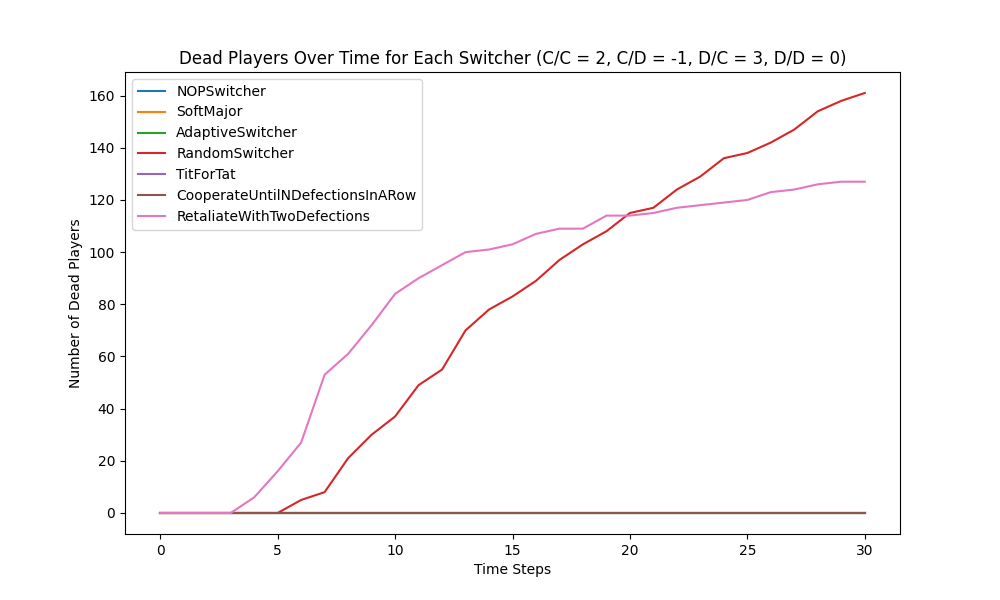 Dead Players Over Time for Each Switcher (C/C = 2, C/D = -1, D/C = 3, D/D = 0)
NOPSwitcher
SoftMajor
AdaptiveSwitcher
RandomSwitcher
TitForTat
CooperateUntilNDefectionsInARow
RetaliateWithTwoDefections
Number of Dead Players
160
140
120
100
80
60
40
20
0
0 5 10 15 20 25 30
Time Steps